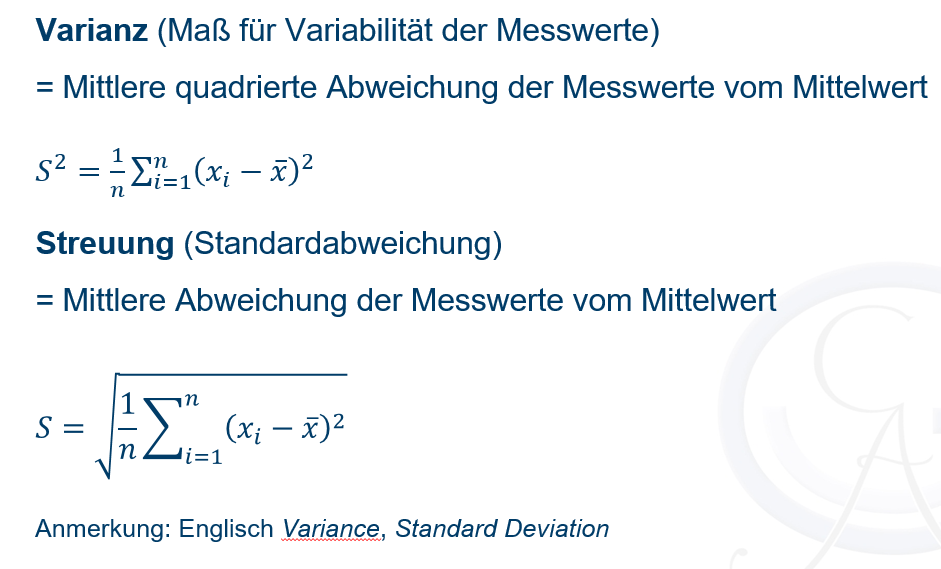 Varianz (Maß für Variabilität der Messwerte)
= Mittlere quadrierte Abweichung der Messwerte vom Mittelwert
S² = 1/n ∑ⁿᵢ₌₁(xᵢ − x̄)²
Streuung (Standardabweichung)
= Mittlere Abweichung der Messwerte vom Mittelwert
S = √(1/n ∑ⁿᵢ₌₁ (xᵢ − x̄)²)
Anmerkung: Englisch Variance, Standard Deviation